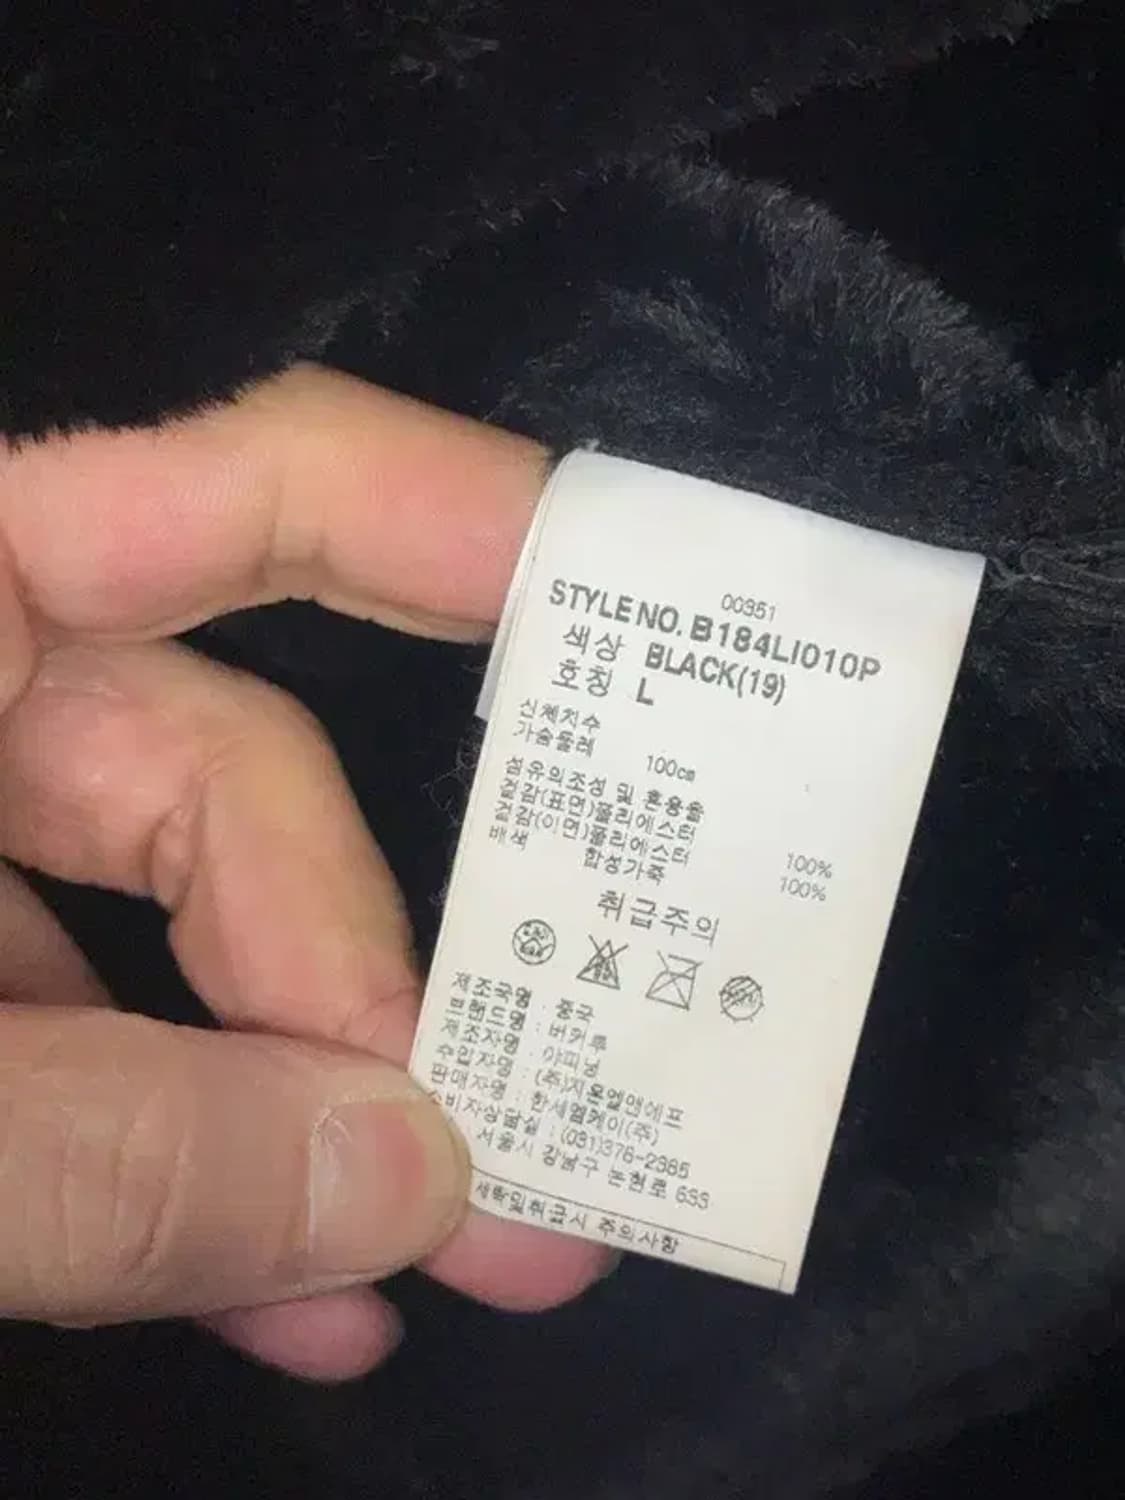 00351
STYLE NO. B184LI010P
색상 BLACK(19)
호칭 L
신체치수
가슴둘레 100cm
섬유의조성 및 혼용율
겉감(표면)폴리에스터 100%
겉감(이면)폴리에스터 100%
배색 합성가죽
취급주의
제조국명 : 중국
브랜드명 : 버커루
제조자명 : 야피닝
수입자명 : (주)지윤엘앤에프
판매자명 : 한세엠케이(주)
소비자상담실 : (031)376-2385
서울시 강남구 논현로 633
세탁및취급시 주의사항